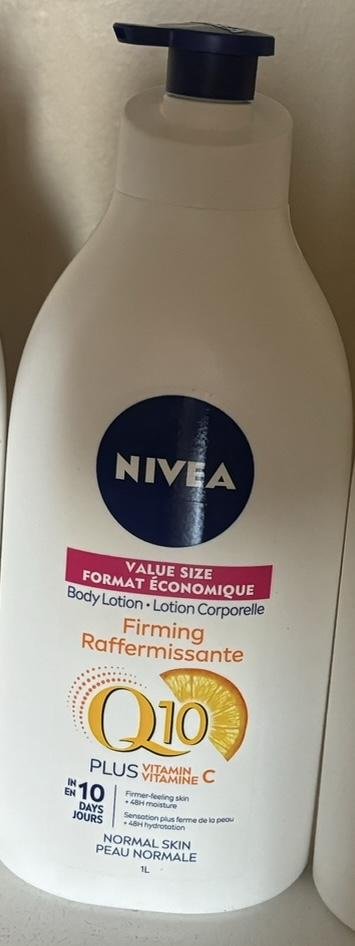 NIVEA
VALUE SIZE
FORMAT ÉCONOMIQUE
Body Lotion • Lotion Corporelle
Firming
Raffermissante
Q10
PLUS VITAMIN VITAMINE C
IN EN 10 DAYS JOURS
Firmer-feeling skin
+ 48H moisture
Sensation plus ferme de la peau
+ 48H hydratation
NORMAL SKIN
PEAU NORMALE
1L